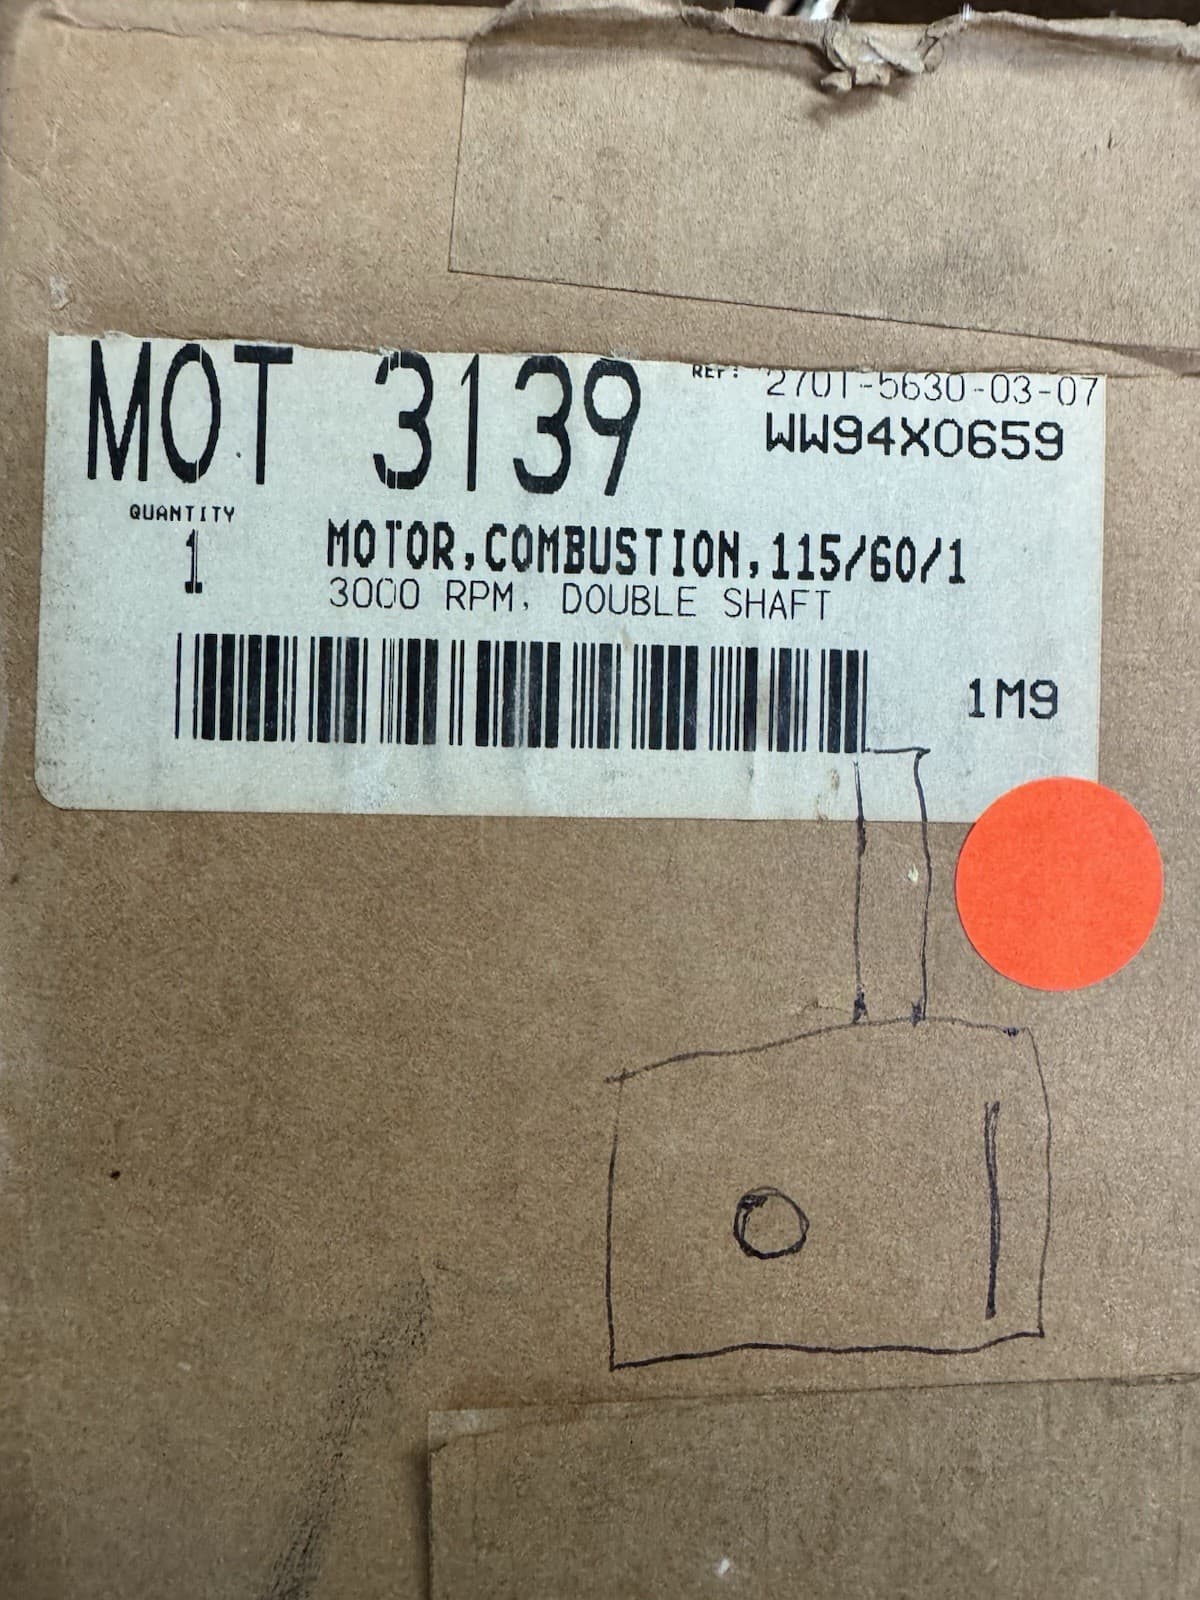 MOT 3139
REF: 2701-5630-03-07
WW94X0659
QUANTITY
1
MOTOR,COMBUSTION,115/60/1
3000 RPM, DOUBLE SHAFT
1M9